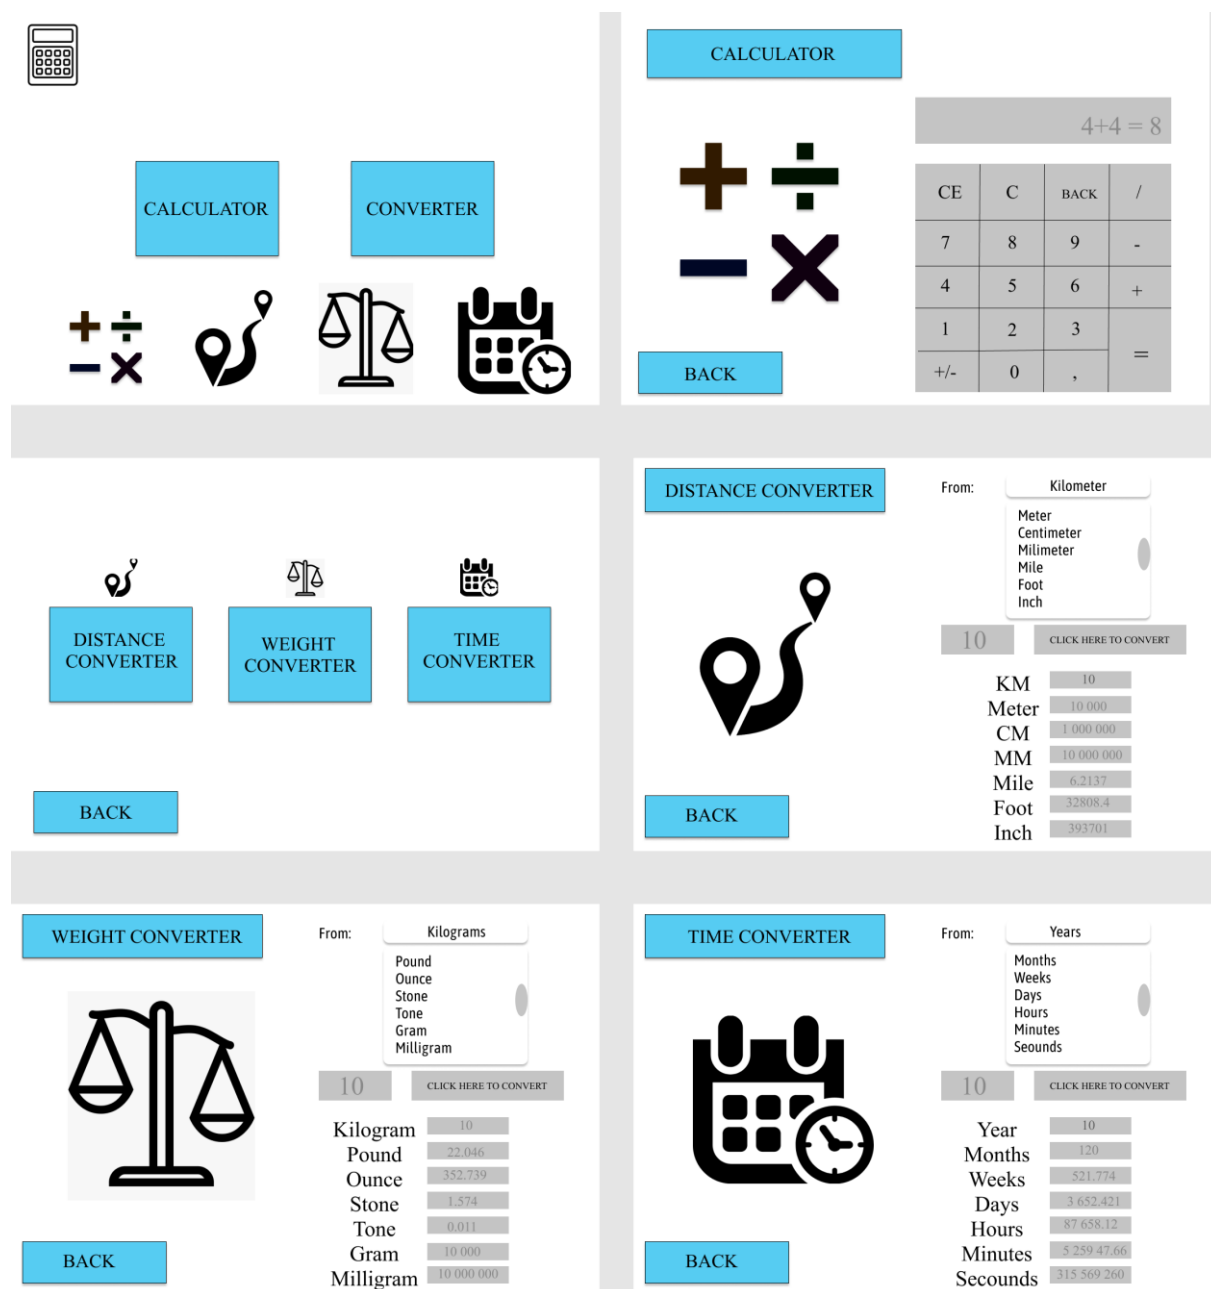 CALCULATOR
CONVERTER
CALCULATOR
4+4 = 8
CE C BACK /
7 8 9 -
4 5 6 +
1 2 3
=
+/- 0 ,
BACK
DISTANCE
CONVERTER
WEIGHT
CONVERTER
TIME
CONVERTER
BACK
DISTANCE CONVERTER
From: Kilometer
Meter
Centimeter
Milimeter
Mile
Foot
Inch
10 CLICK HERE TO CONVERT
KM 10
Meter 10 000
CM 1 000 000
MM 10 000 000
Mile 6.2137
Foot 32808.4
Inch 393701
BACK
WEIGHT CONVERTER
From: Kilograms
Pound
Ounce
Stone
Tone
Gram
Milligram
10 CLICK HERE TO CONVERT
Kilogram 10
Pound 22.046
Ounce 352.739
Stone 1.574
Tone 0.011
Gram 10 000
Milligram 10 000 000
BACK
TIME CONVERTER
From: Years
Months
Weeks
Days
Hours
Minutes
Seounds
10 CLICK HERE TO CONVERT
Year 10
Months 120
Weeks 521.774
Days 3 652.421
Hours 87 658.12
Minutes 5 259 47.66
Secounds 315 569 260
BACK